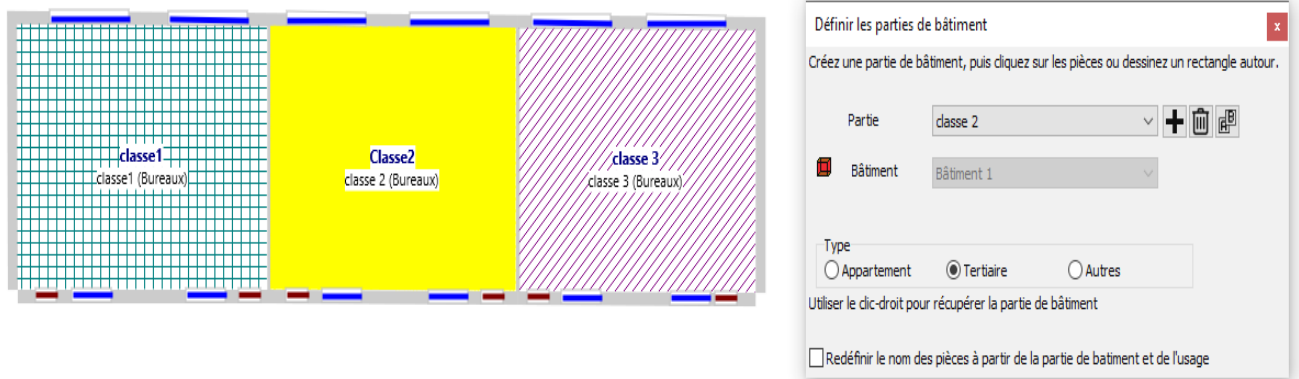 classe1
classe1 (Bureaux)
Classe2
classe 2 (Bureaux)
classe 3
classe 3 (Bureaux)
Définir les parties de bâtiment
x
Créez une partie de bâtiment, puis cliquez sur les pièces ou dessinez un rectangle autour.
Partie classe 2
Bâtiment Bâtiment 1
Type
Appartement Tertiaire Autres
Utiliser le clic-droit pour récupérer la partie de bâtiment
Redéfinir le nom des pièces à partir de la partie de batiment et de l'usage